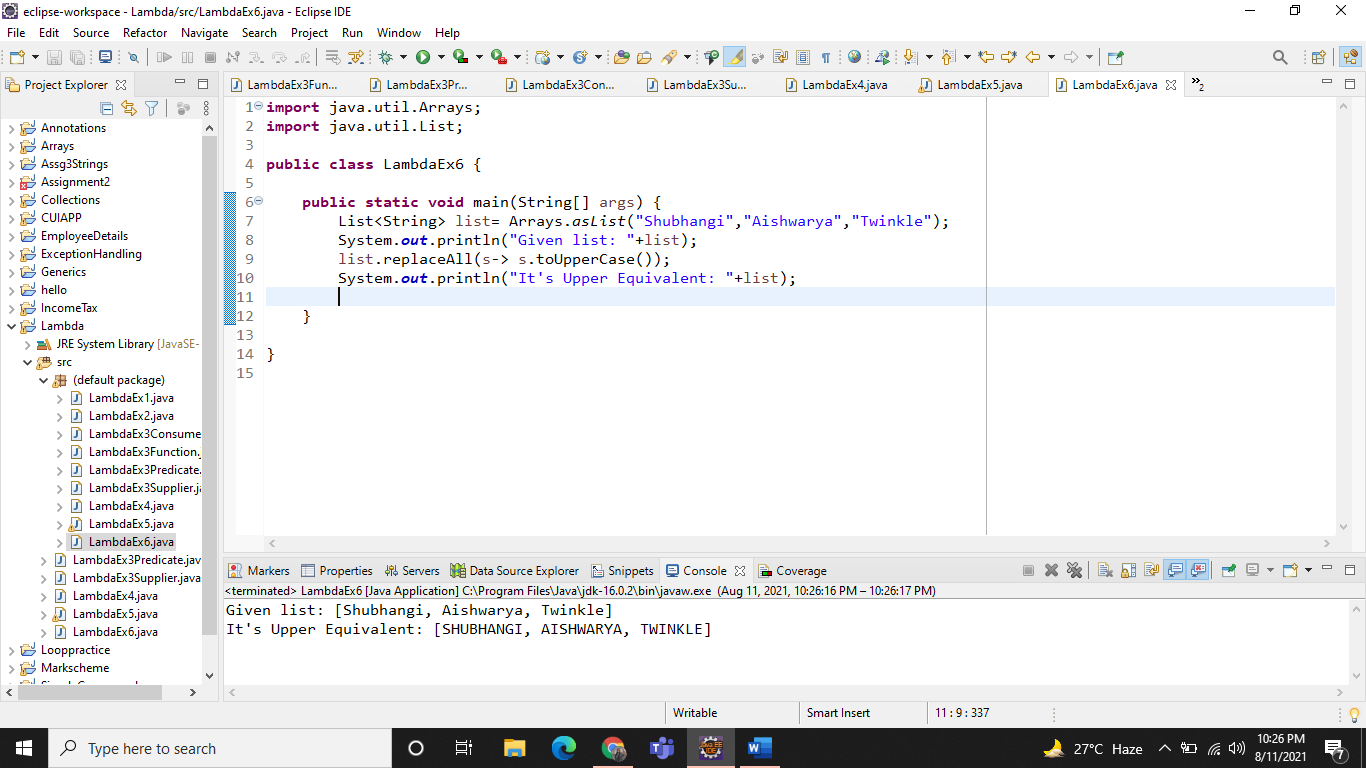 eclipse-workspace - Lambda/src/LambdaEx6.java - Eclipse IDE
File Edit Source Refactor Navigate Search Project Run Window Help
Project Explorer
LambdaEx3Fun... LambdaEx3Pr... LambdaEx3Con... LambdaEx3Su... LambdaEx4.java LambdaEx5.java LambdaEx6.java »2
Annotations
Arrays
Assg3Strings
Assignment2
Collections
CUIAPP
EmployeeDetails
ExceptionHandling
Generics
hello
IncomeTax
Lambda
JRE System Library [JavaSE-
src
(default package)
LambdaEx1.java
LambdaEx2.java
LambdaEx3Consume
LambdaEx3Function.
LambdaEx3Predicate.
LambdaEx3Supplier.ja
LambdaEx4.java
LambdaEx5.java
LambdaEx6.java
LambdaEx3Predicate.jav
LambdaEx3Supplier.java
LambdaEx4.java
LambdaEx5.java
LambdaEx6.java
Looppractice
Markscheme
1 import java.util.Arrays;
2 import java.util.List;
3
4 public class LambdaEx6 {
5
6 public static void main(String[] args) {
7 List<String> list= Arrays.asList("Shubhangi","Aishwarya","Twinkle");
8 System.out.println("Given list: "+list);
9 list.replaceAll(s-> s.toUpperCase());
10 System.out.println("It's Upper Equivalent: "+list);
11
12 }
13
14 }
15
Markers Properties Servers Data Source Explorer Snippets Console Coverage
<terminated> LambdaEx6 [Java Application] C:\Program Files\Java\jdk-16.0.2\bin\javaw.exe (Aug 11, 2021, 10:26:16 PM – 10:26:17 PM)
Given list: [Shubhangi, Aishwarya, Twinkle]
It's Upper Equivalent: [SHUBHANGI, AISHWARYA, TWINKLE]
Writable Smart Insert 11 : 9 : 337
Type here to search
27°C Haze
10:26 PM
8/11/2021
7